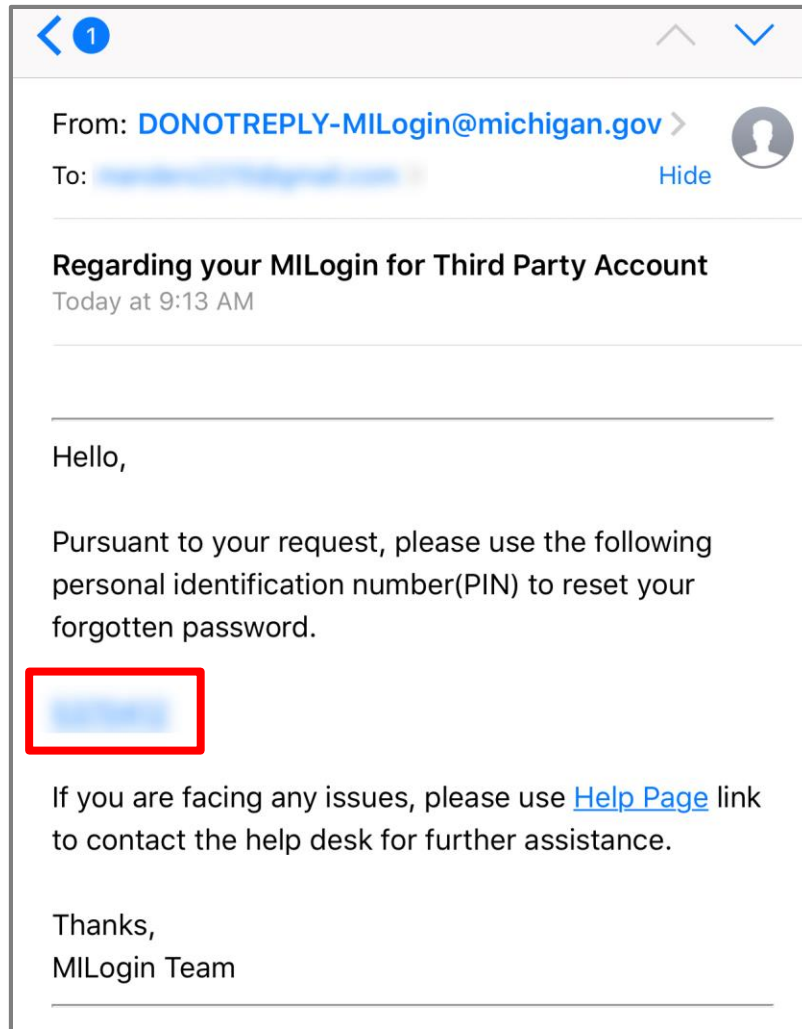 1
From: DONOTREPLY-MILogin@michigan.gov
To:
Hide
Regarding your MILogin for Third Party Account
Today at 9:13 AM
Hello,
Pursuant to your request, please use the following
personal identification number(PIN) to reset your
forgotten password.
If you are facing any issues, please use Help Page link
to contact the help desk for further assistance.
Thanks,
MILogin Team